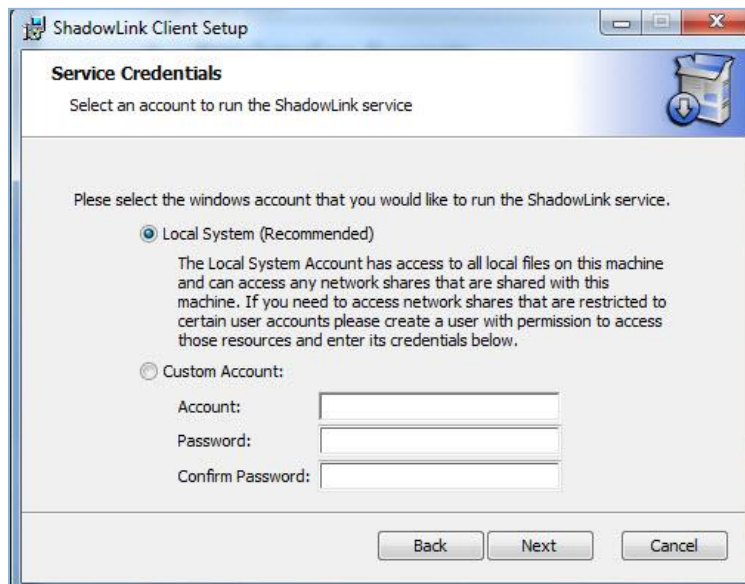 ShadowLink Client Setup
Service Credentials
Select an account to run the ShadowLink service
Plese select the windows account that you would like to run the ShadowLink service.
Local System (Recommended)
The Local System Account has access to all local files on this machine
and can access any network shares that are shared with this
machine. If you need to access network shares that are restricted to
certain user accounts please create a user with permission to access
those resources and enter its credentials below.
Custom Account:
Account:
Password:
Confirm Password:
Back Next Cancel